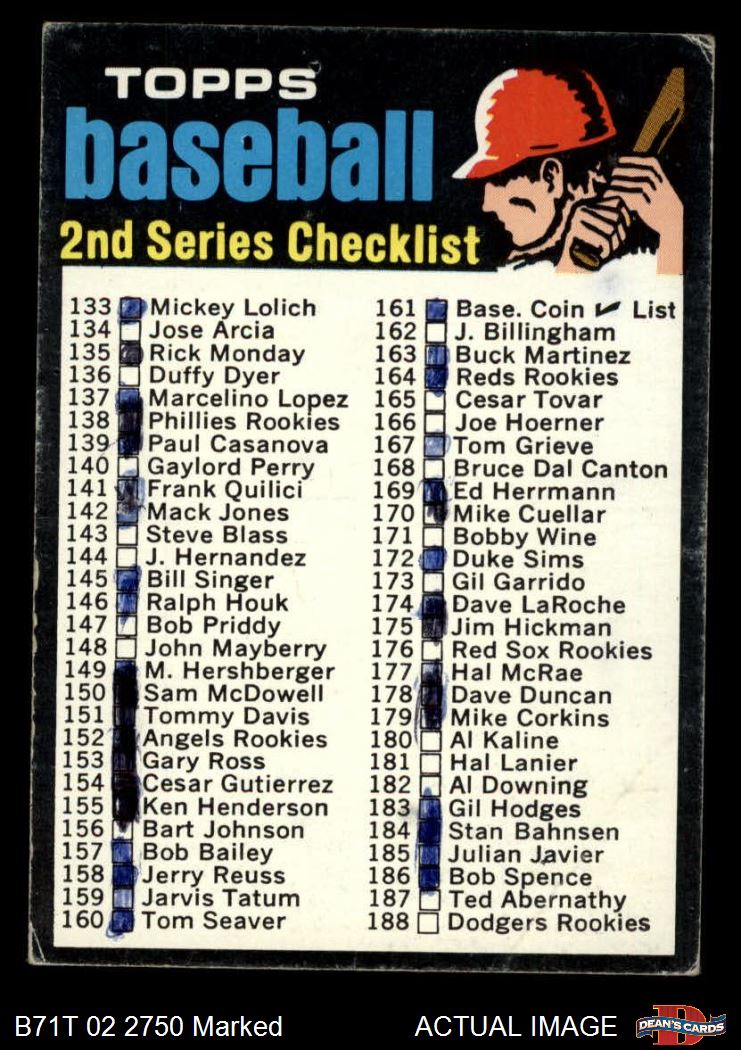 TOPPS
baseball
2nd Series Checklist
133 Mickey Lolich
134 Jose Arcia
135 Rick Monday
136 Duffy Dyer
137 Marcelino Lopez
138 Phillies Rookies
139 Paul Casanova
140 Gaylord Perry
141 Frank Quilici
142 Mack Jones
143 Steve Blass
144 J. Hernandez
145 Bill Singer
146 Ralph Houk
147 Bob Priddy
148 John Mayberry
149 M. Hershberger
150 Sam McDowell
151 Tommy Davis
152 Angels Rookies
153 Gary Ross
154 Cesar Gutierrez
155 Ken Henderson
156 Bart Johnson
157 Bob Bailey
158 Jerry Reuss
159 Jarvis Tatum
160 Tom Seaver
161 Base. Coin ✔ List
162 J. Billingham
163 Buck Martinez
164 Reds Rookies
165 Cesar Tovar
166 Joe Hoerner
167 Tom Grieve
168 Bruce Dal Canton
169 Ed Herrmann
170 Mike Cuellar
171 Bobby Wine
172 Duke Sims
173 Gil Garrido
174 Dave LaRoche
175 Jim Hickman
176 Red Sox Rookies
177 Hal McRae
178 Dave Duncan
179 Mike Corkins
180 Al Kaline
181 Hal Lanier
182 Al Downing
183 Gil Hodges
184 Stan Bahnsen
185 Julian Javier
186 Bob Spence
187 Ted Abernathy
188 Dodgers Rookies
B71T 02 2750 Marked
ACTUAL IMAGE
D
DEAN'S CARDS